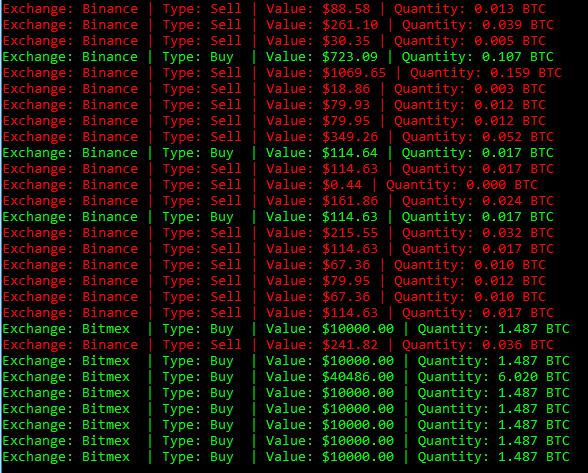 Exchange: Binance | Type: Sell | Value: $88.58 | Quantity: 0.013 BTC
Exchange: Binance | Type: Sell | Value: $261.10 | Quantity: 0.039 BTC
Exchange: Binance | Type: Sell | Value: $30.35 | Quantity: 0.005 BTC
Exchange: Binance | Type: Buy | Value: $723.09 | Quantity: 0.107 BTC
Exchange: Binance | Type: Sell | Value: $1069.65 | Quantity: 0.159 BTC
Exchange: Binance | Type: Sell | Value: $18.86 | Quantity: 0.003 BTC
Exchange: Binance | Type: Sell | Value: $79.93 | Quantity: 0.012 BTC
Exchange: Binance | Type: Sell | Value: $79.95 | Quantity: 0.012 BTC
Exchange: Binance | Type: Sell | Value: $349.26 | Quantity: 0.052 BTC
Exchange: Binance | Type: Buy | Value: $114.64 | Quantity: 0.017 BTC
Exchange: Binance | Type: Sell | Value: $114.63 | Quantity: 0.017 BTC
Exchange: Binance | Type: Sell | Value: $0.44 | Quantity: 0.000 BTC
Exchange: Binance | Type: Sell | Value: $161.86 | Quantity: 0.024 BTC
Exchange: Binance | Type: Buy | Value: $114.63 | Quantity: 0.017 BTC
Exchange: Binance | Type: Sell | Value: $215.55 | Quantity: 0.032 BTC
Exchange: Binance | Type: Sell | Value: $114.63 | Quantity: 0.017 BTC
Exchange: Binance | Type: Sell | Value: $67.36 | Quantity: 0.010 BTC
Exchange: Binance | Type: Sell | Value: $79.95 | Quantity: 0.012 BTC
Exchange: Binance | Type: Sell | Value: $67.36 | Quantity: 0.010 BTC
Exchange: Binance | Type: Sell | Value: $114.63 | Quantity: 0.017 BTC
Exchange: Bitmex | Type: Buy | Value: $10000.00 | Quantity: 1.487 BTC
Exchange: Bitmex | Type: Sell | Value: $241.82 | Quantity: 0.036 BTC
Exchange: Bitmex | Type: Buy | Value: $10000.00 | Quantity: 1.487 BTC
Exchange: Bitmex | Type: Buy | Value: $40486.00 | Quantity: 6.020 BTC
Exchange: Bitmex | Type: Buy | Value: $10000.00 | Quantity: 1.487 BTC
Exchange: Bitmex | Type: Buy | Value: $10000.00 | Quantity: 1.487 BTC
Exchange: Bitmex | Type: Buy | Value: $10000.00 | Quantity: 1.487 BTC
Exchange: Bitmex | Type: Buy | Value: $10000.00 | Quantity: 1.487 BTC
Exchange: Bitmex | Type: Buy | Value: $10000.00 | Quantity: 1.487 BTC